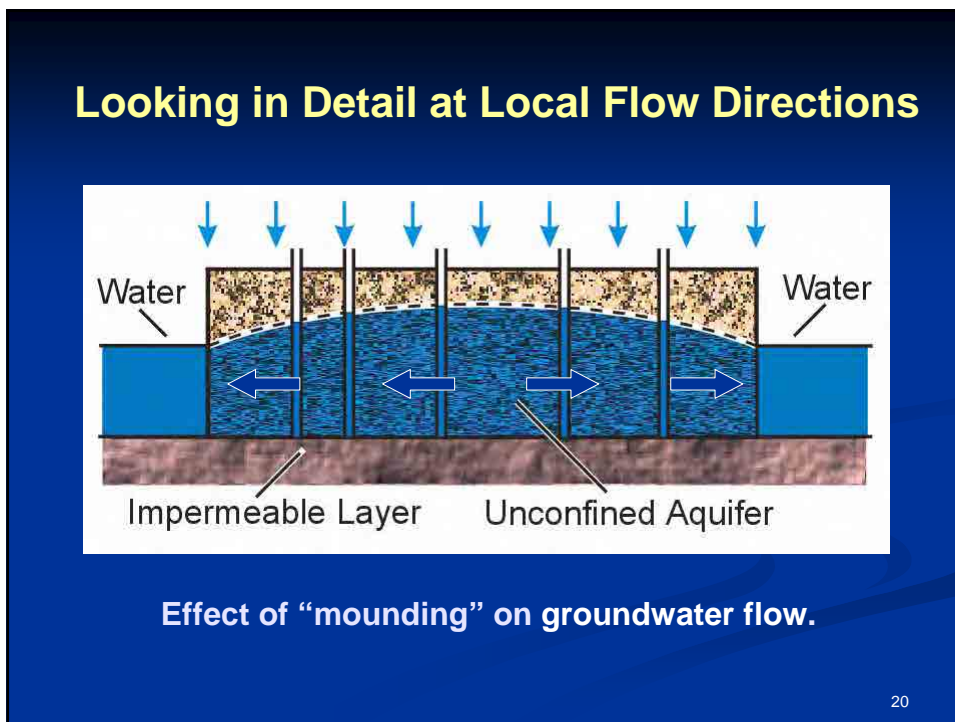 Looking in Detail at Local Flow Directions
Water
Water
Impermeable Layer
Unconfined Aquifer
Effect of “mounding” on groundwater flow.
20